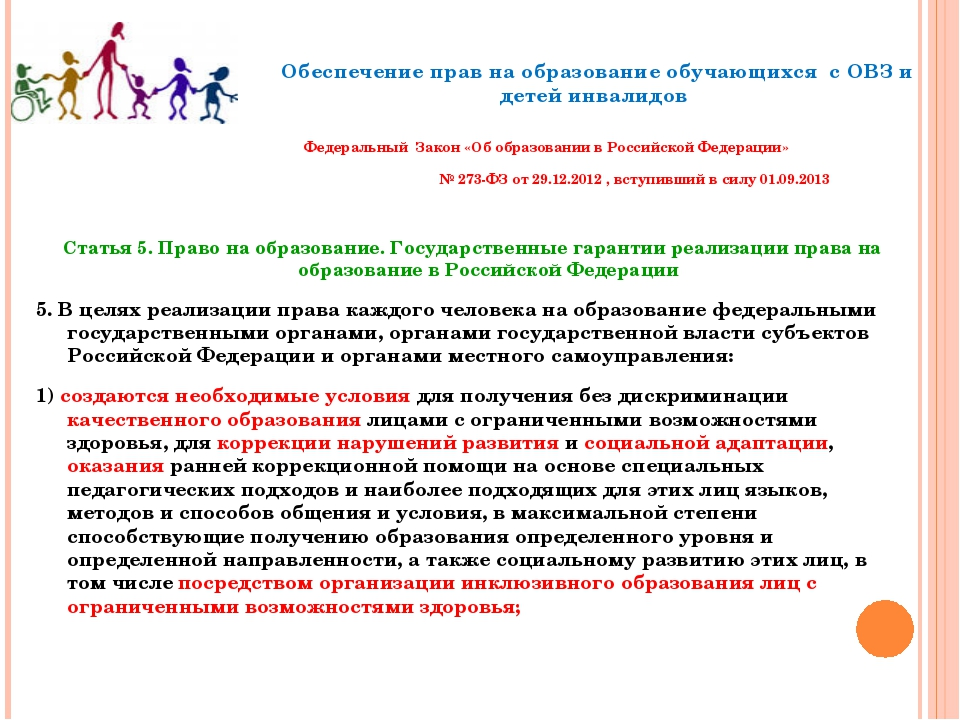 Обеспечение прав на образование обучающихся с ОВЗ и
детей инвалидов
Федеральный Закон «Об образовании в Российской Федерации»
№ 273-ФЗ от 29.12.2012 , вступивший в силу 01.09.2013
Статья 5. Право на образование. Государственные гарантии реализации права на
образование в Российской Федерации
5. В целях реализации права каждого человека на образование федеральными
государственными органами, органами государственной власти субъектов
Российской Федерации и органами местного самоуправления:
1) создаются необходимые условия для получения без дискриминации
качественного образования лицами с ограниченными возможностями
здоровья, для коррекции нарушений развития и социальной адаптации,
оказания ранней коррекционной помощи на основе специальных
педагогических подходов и наиболее подходящих для этих лиц языков,
методов и способов общения и условия, в максимальной степени
способствующие получению образования определенного уровня и
определенной направленности, а также социальному развитию этих лиц, в
том числе посредством организации инклюзивного образования лиц с
ограниченными возможностями здоровья;